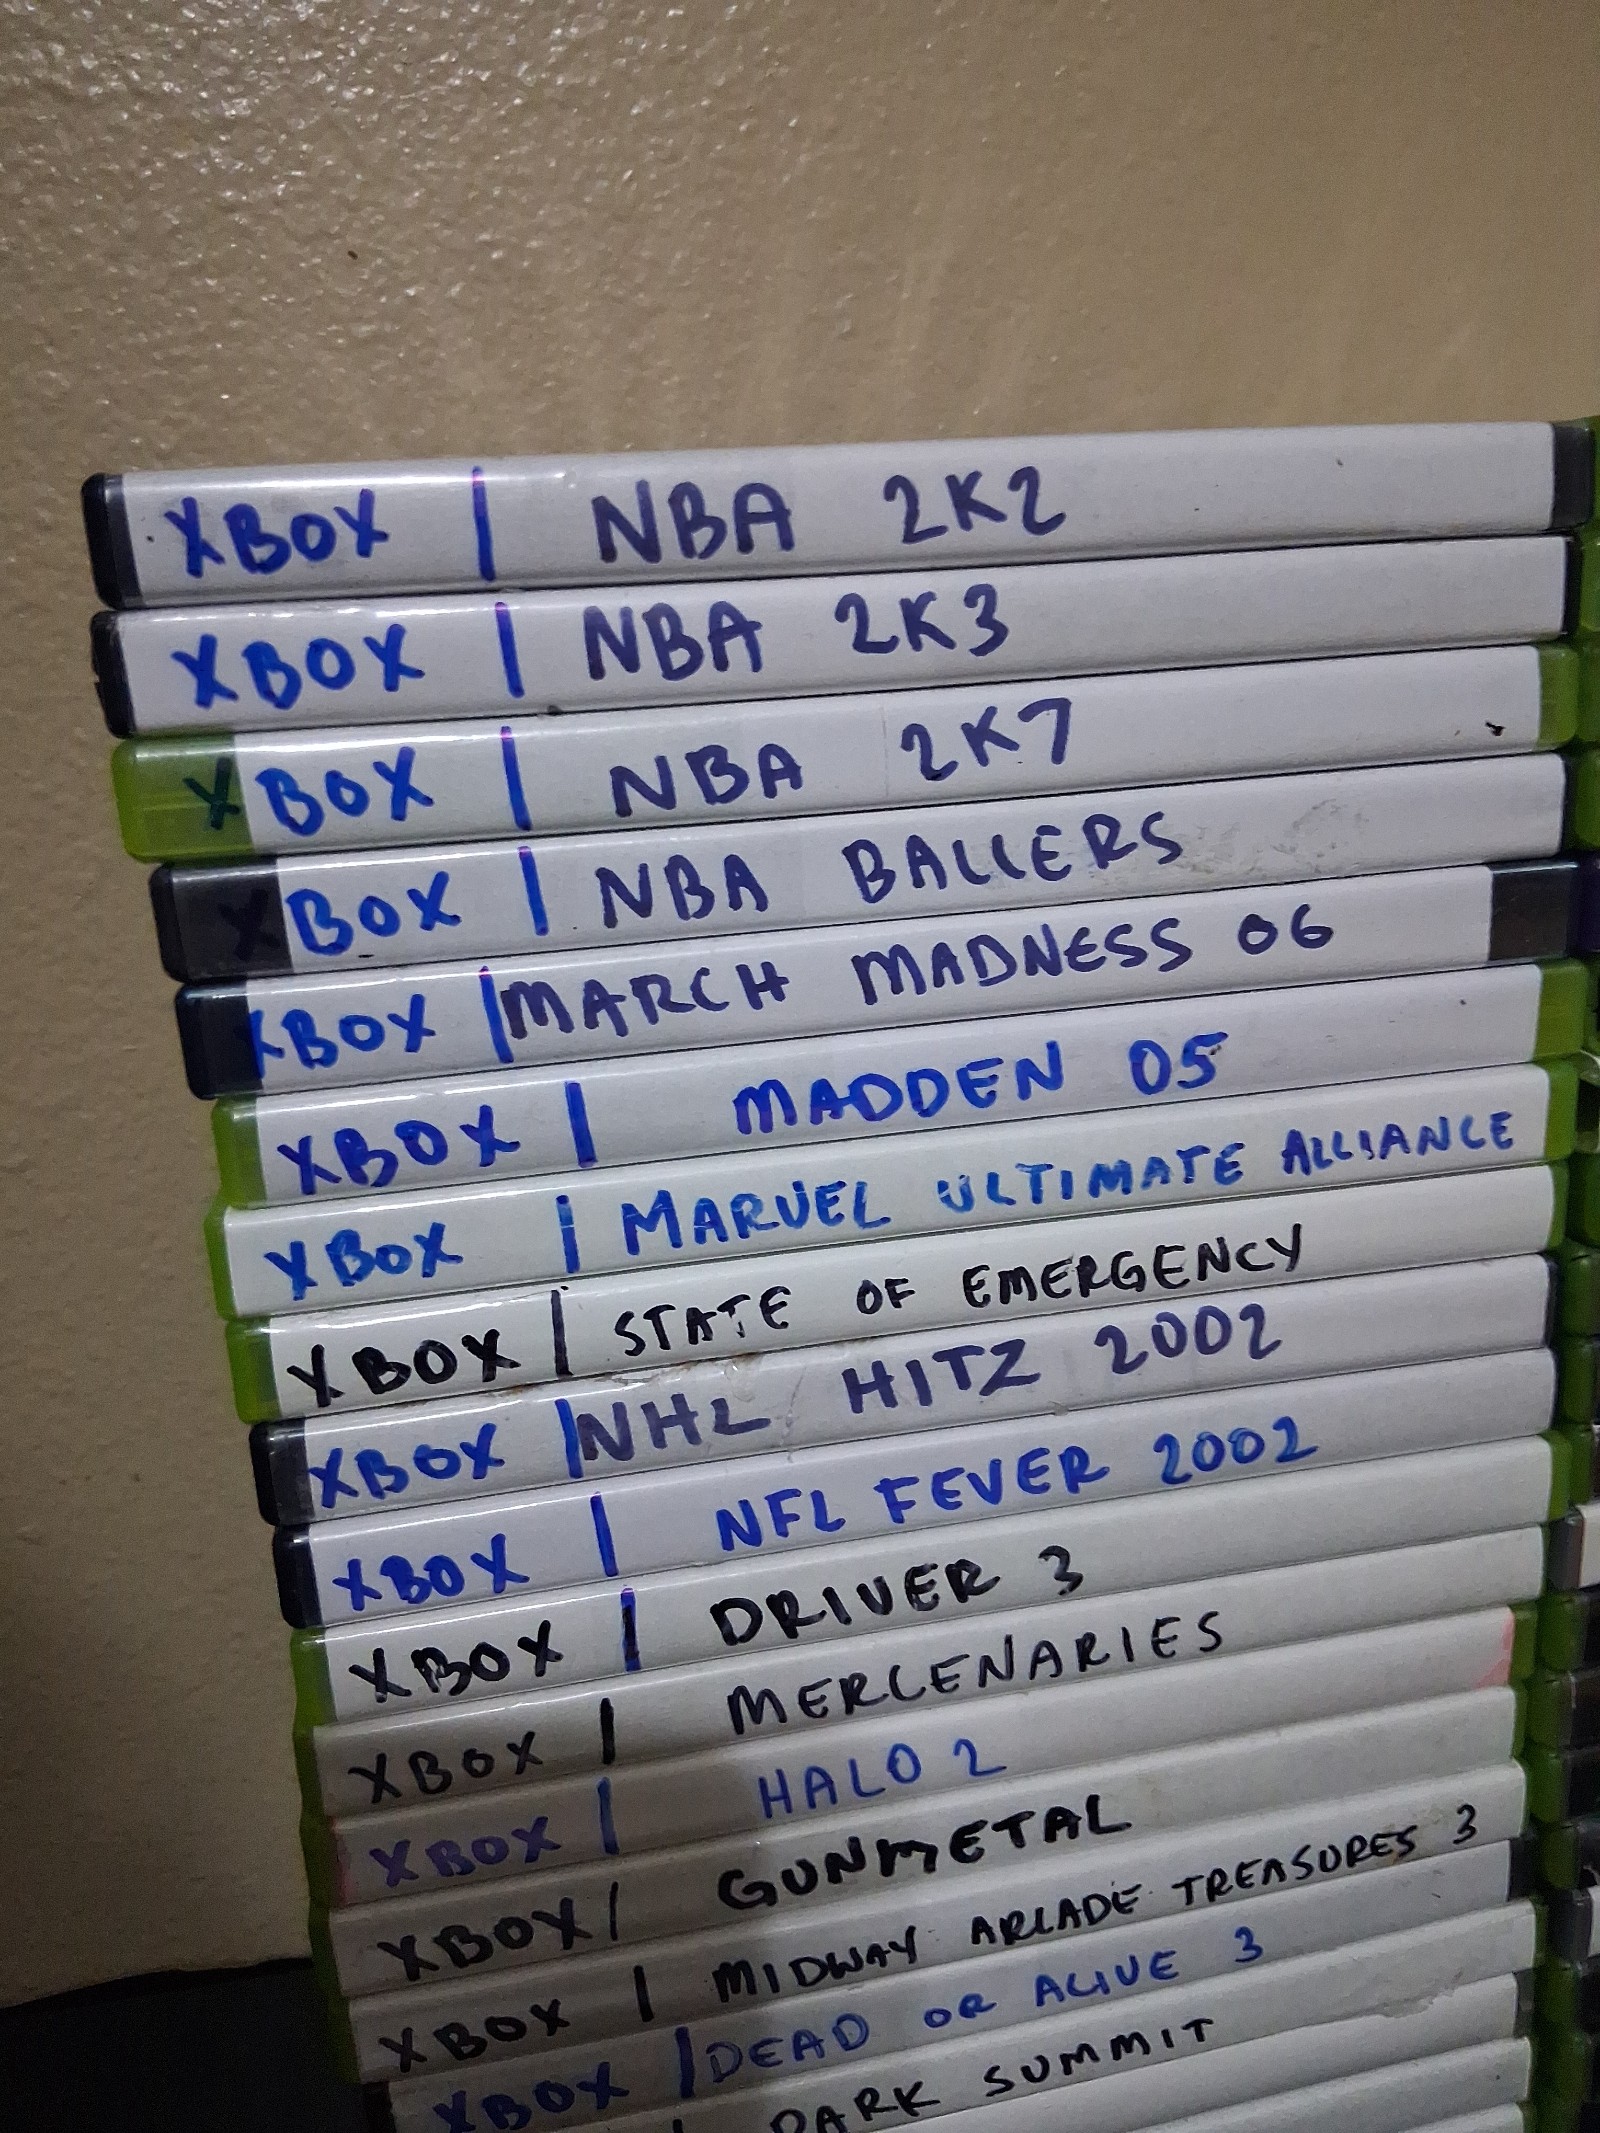 XBOX | NBA 2K2
XBOX | NBA 2K3
XBOX | NBA 2K7
XBOX | NBA BALLERS
XBOX | MARCH MADNESS 06
XBOX | MADDEN 05
XBOX | MARVEL ULTIMATE ALLIANCE
XBOX | STATE OF EMERGENCY
XBOX | NHL HITZ 2002
XBOX | NFL FEVER 2002
XBOX | DRIVER 3
XBOX | MERCENARIES
XBOX | HALO 2
XBOX | GUNMETAL
XBOX | MIDWAY ARCADE TREASURES 3
XBOX | DEAD OR ALIVE 3
| DARK SUMMIT